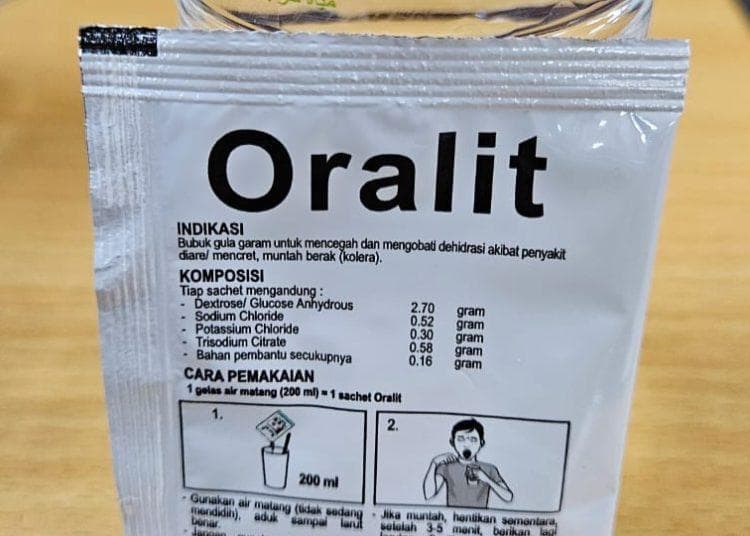 Oralit
INDIKASI
Bubuk gula garam untuk mencegah dan mengobati dehidrasi akibat penyakit
diare/ mencret, muntah berak (kolera).
KOMPOSISI
Tiap sachet mengandung :
- Dextrose/ Glucose Anhydrous 2.70 gram
- Sodium Chloride 0.52 gram
- Potassium Chloride 0.30 gram
- Trisodium Citrate 0.58 gram
- Bahan pembantu secukupnya 0.16 gram
CARA PEMAKAIAN
1 gelas air matang (200 ml) = 1 sachet Oralit
1.
200 ml
2.
- Gunakan air matang (tidak sedang
mendidih), aduk sampai larut
benar.
- Jika muntah, hentikan sementara,
setelah 3-5 menit, berikan lagi